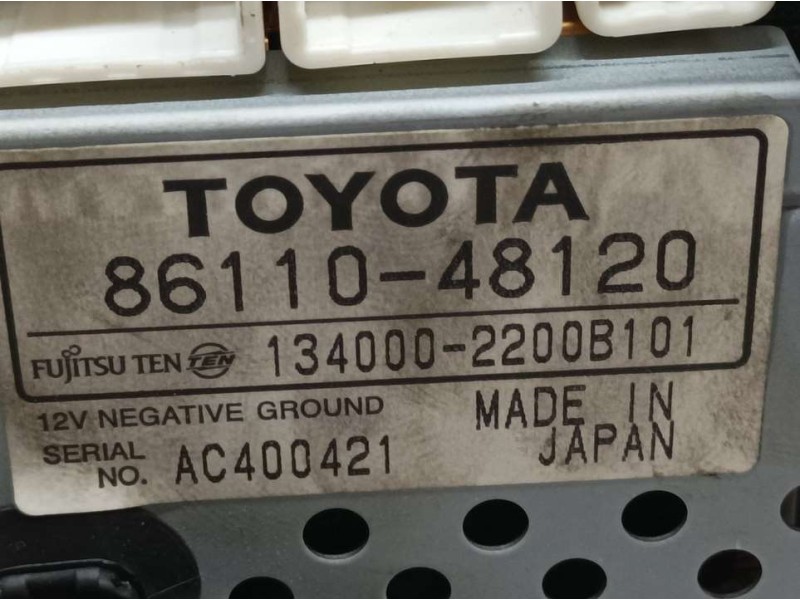 TOYOTA
86110-48120
FUJITSU TEN TEN 134000-2200B101
12V NEGATIVE GROUND MADE IN
SERIAL JAPAN
NO. AC400421